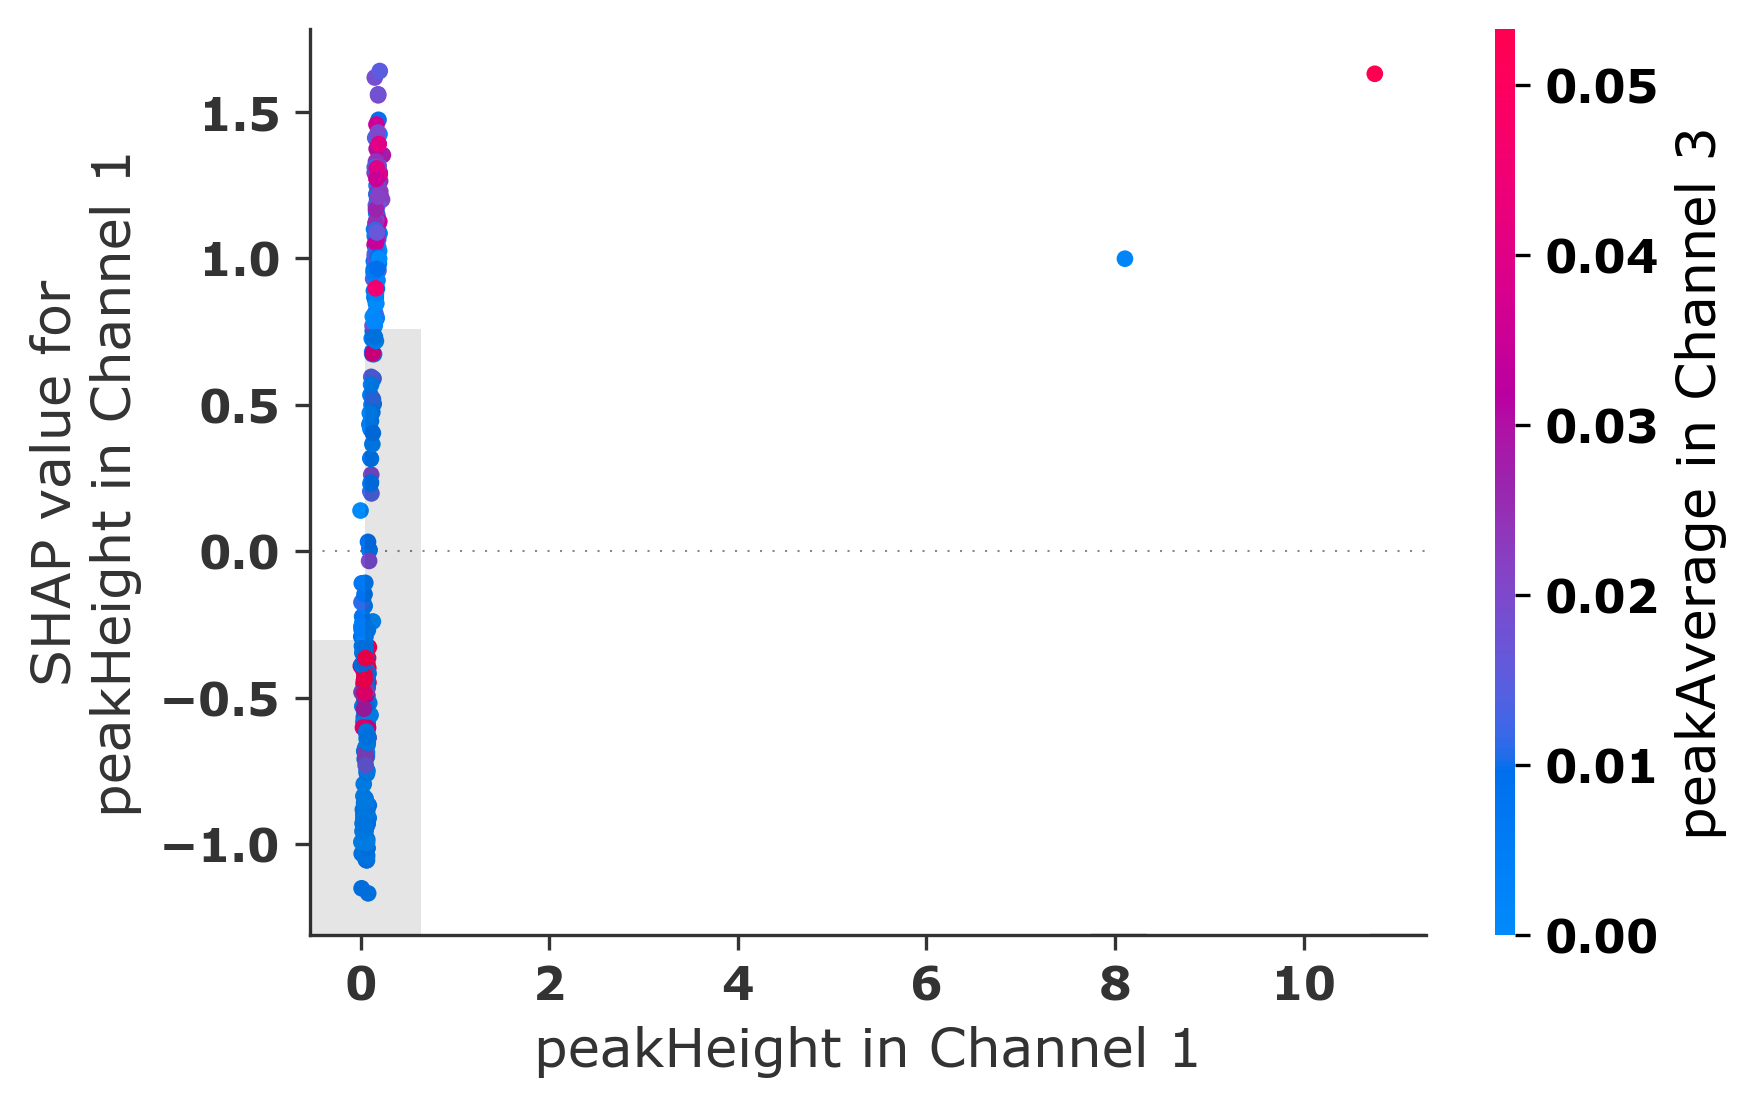 SHAP value for
peakHeight in Channel 1
1.5
1.0
0.5
0.0
−0.5
−1.0
0 2 4 6 8 10
peakHeight in Channel 1
0.05
0.04
0.03
0.02
0.01
0.00
peakAverage in Channel 3